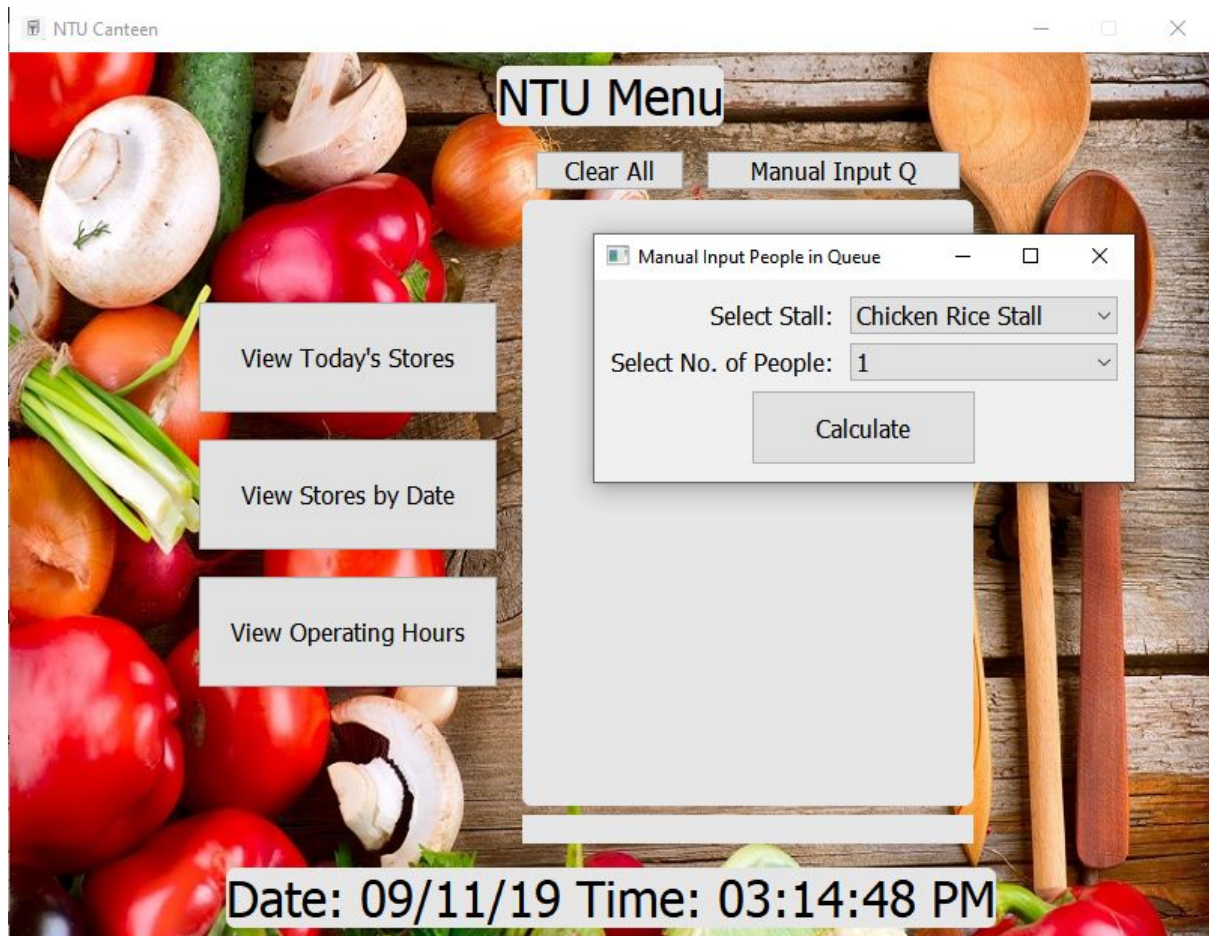 NTU Canteen
NTU Menu
Clear All
Manual Input Q
Manual Input People in Queue
Select Stall: Chicken Rice Stall
Select No. of People: 1
Calculate
View Today's Stores
View Stores by Date
View Operating Hours
Date: 09/11/19 Time: 03:14:48 PM